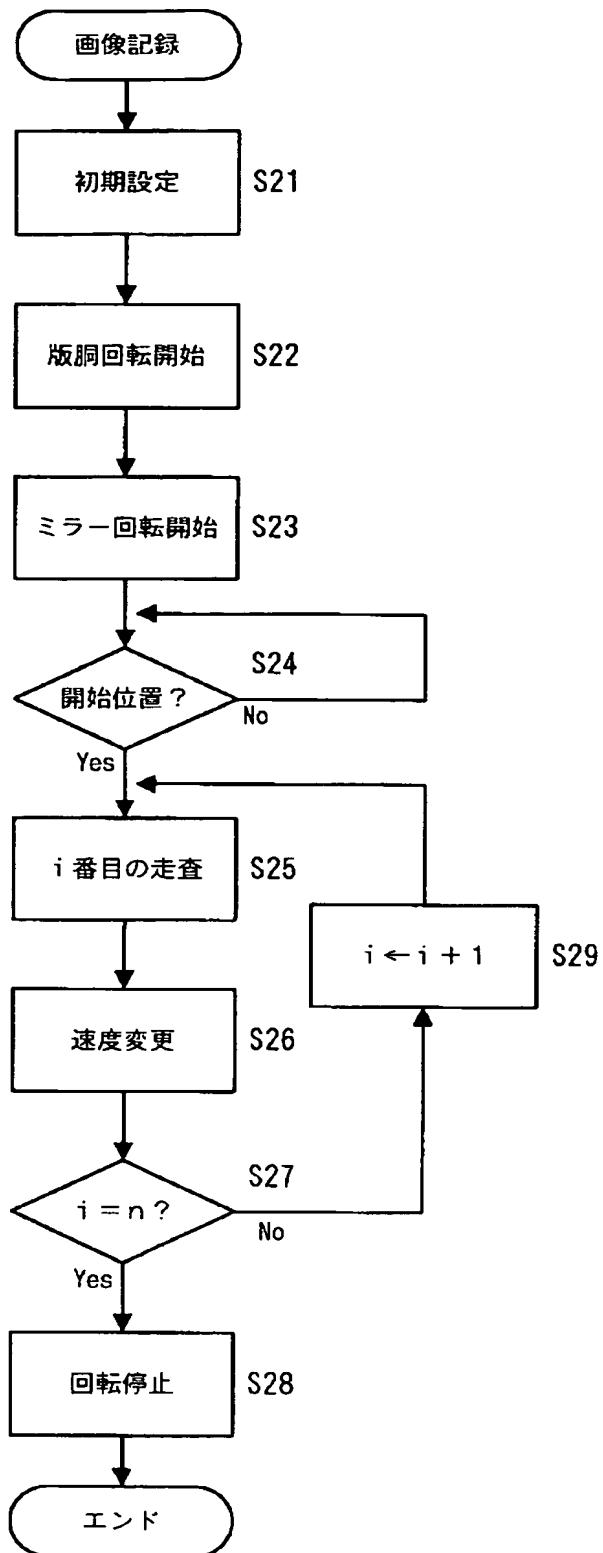 画像記録
初期設定 S21
版胴回転開始 S22
ミラー回転開始 S23
S24
開始位置？
No
Yes
i番目の走査 S25
i←i+1 S29
速度変更 S26
S27
i=n？
No
Yes
回転停止 S28
エンド